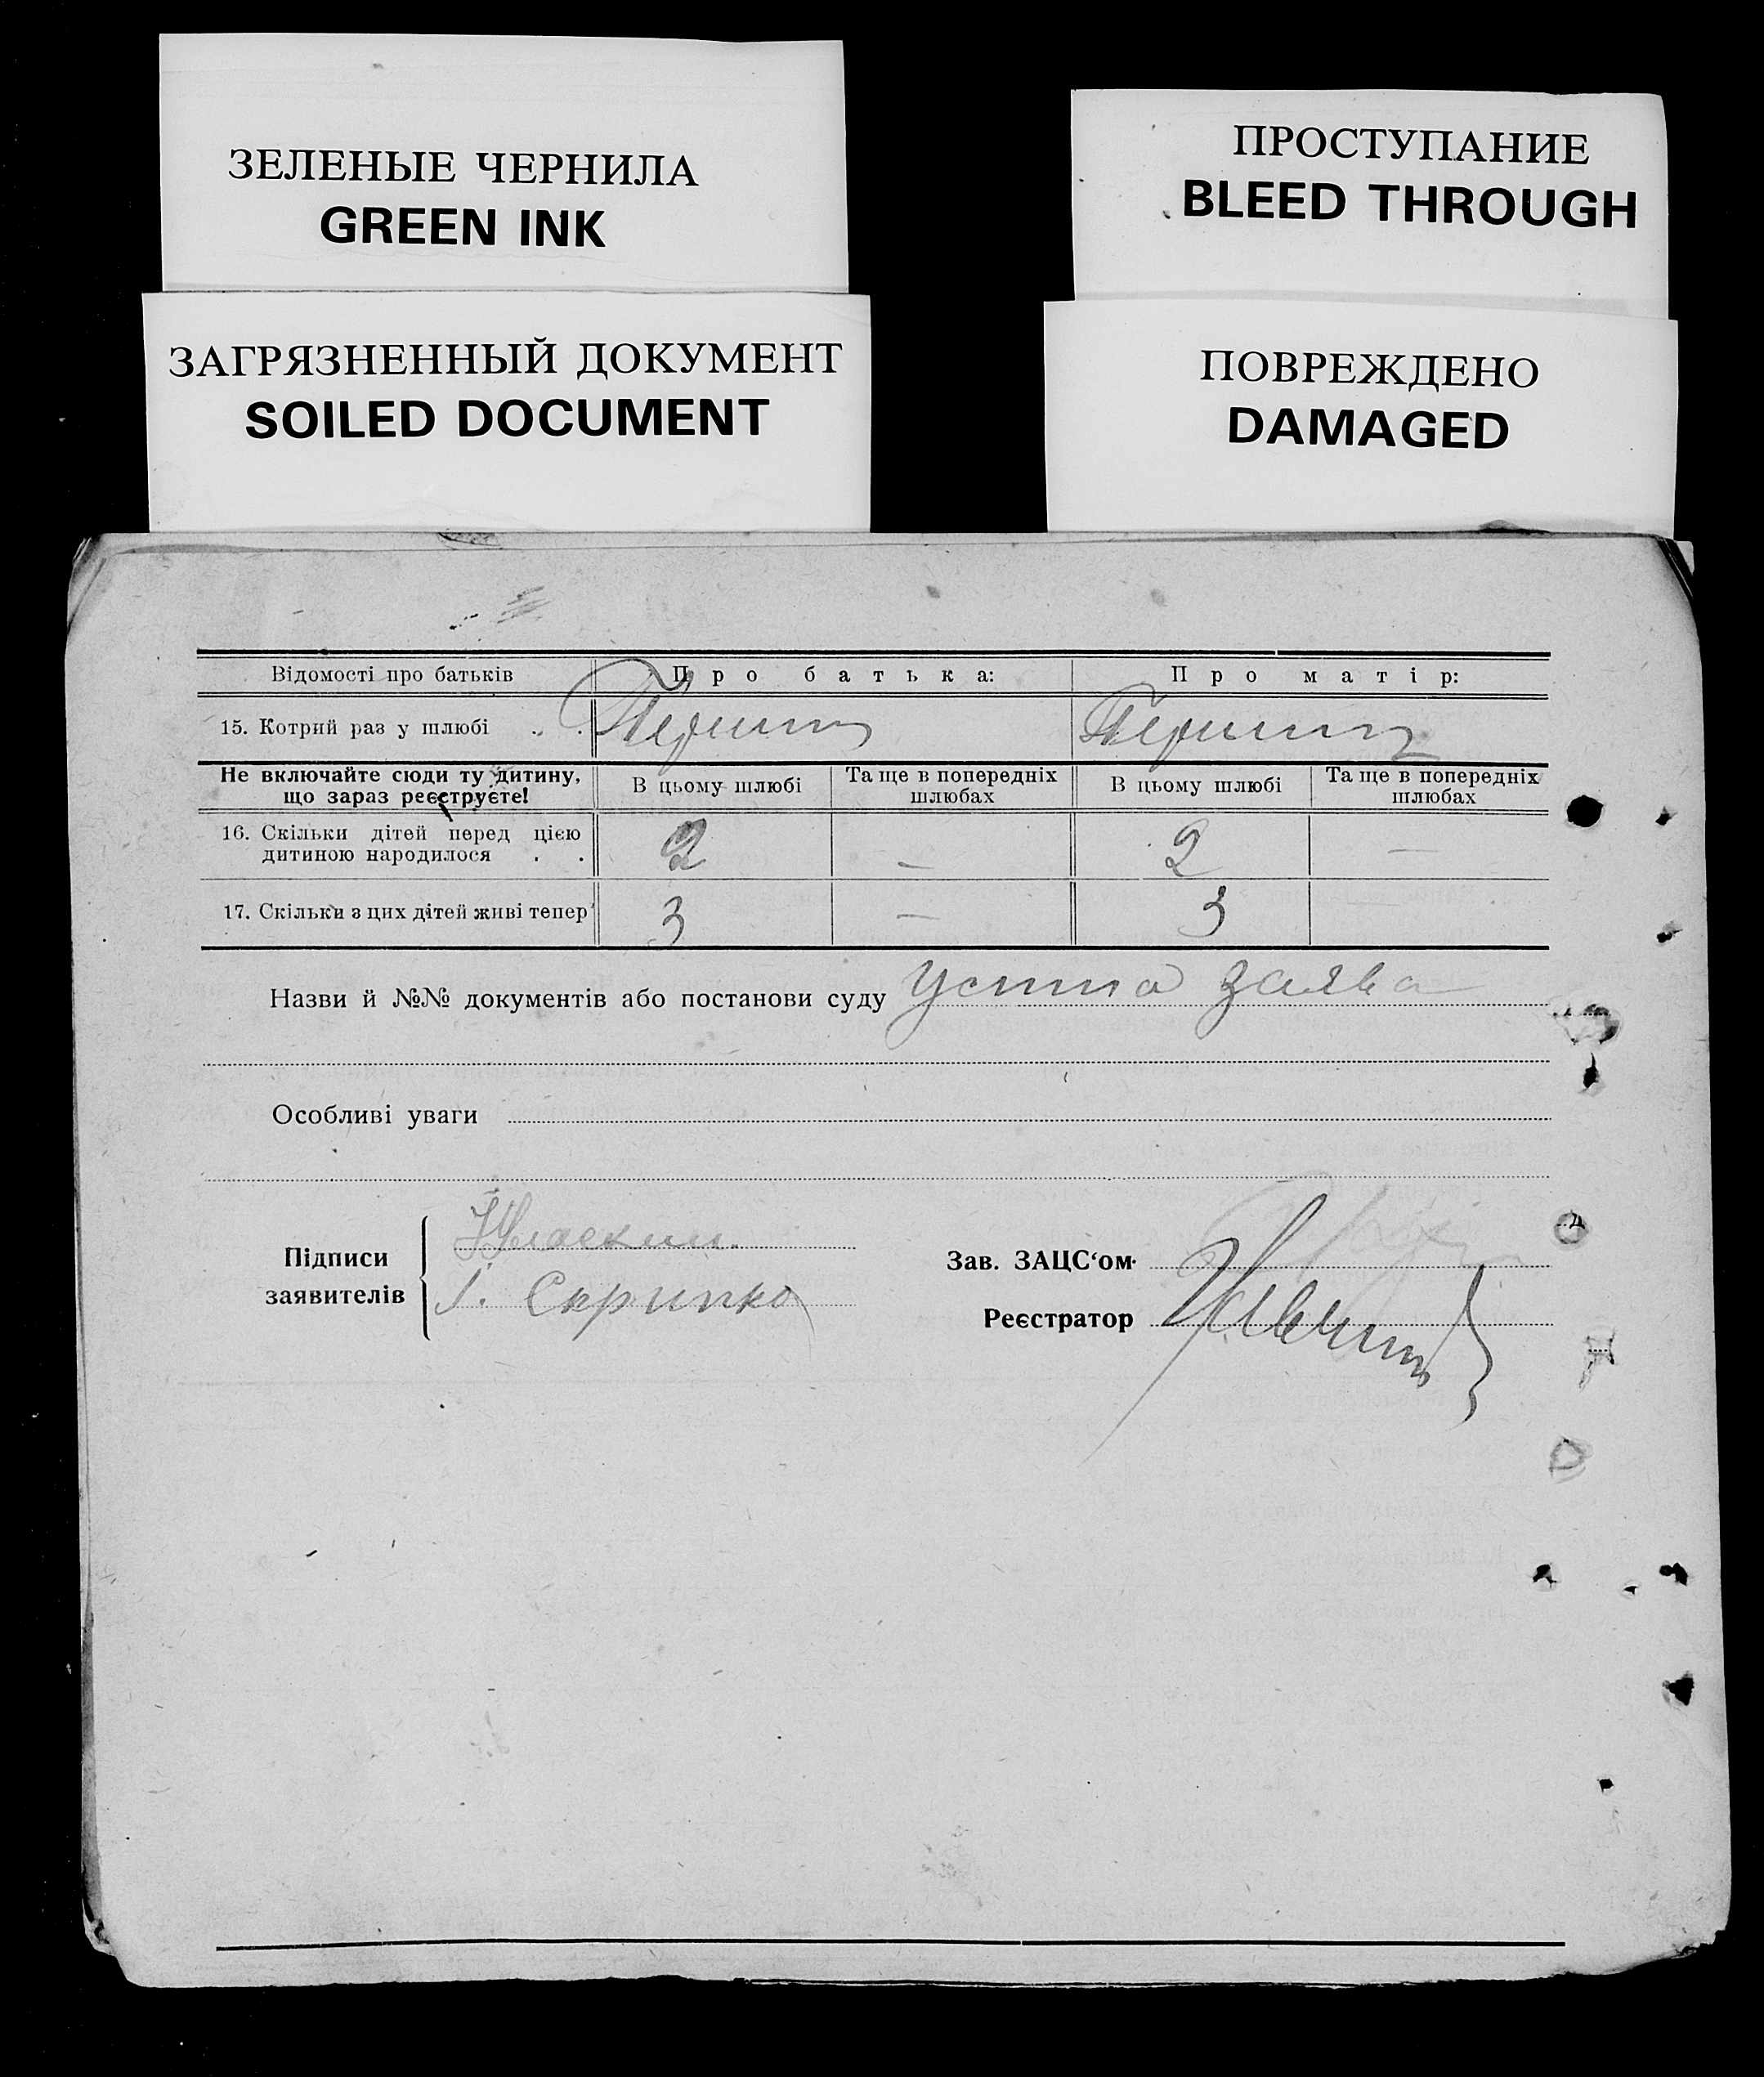 ЗЕЛЕНЫЕ ЧЕРНИЛА
GREEN INK
ПРОСТУПАНИЕ
BLEED THROUGH
ЗАГРЯЗНЕННЫЙ ДОКУМЕНТ
SOILED DOCUMENT
ПОВРЕЖДЕНО
DAMAGED
Відомості про батьків Про батька: Про матір:
15. Котрий раз у шлюбі . .
Не включайте сюди ту дитину, що зараз реєструєте! В цьому шлюбі Та ще в попередніх шлюбах В цьому шлюбі Та ще в попередніх шлюбах
16. Скільки дітей перед цією 2 — 2 —
дитиною народилося . .
17. Скільки з цих дітей живі тепер 3 — 3 —
Назви й №№ документів або постанови суду Устна заява
Особливі уваги
Підписи
заявителів І. Скрипка
Зав. ЗАЦС‘ом
Реєстратор